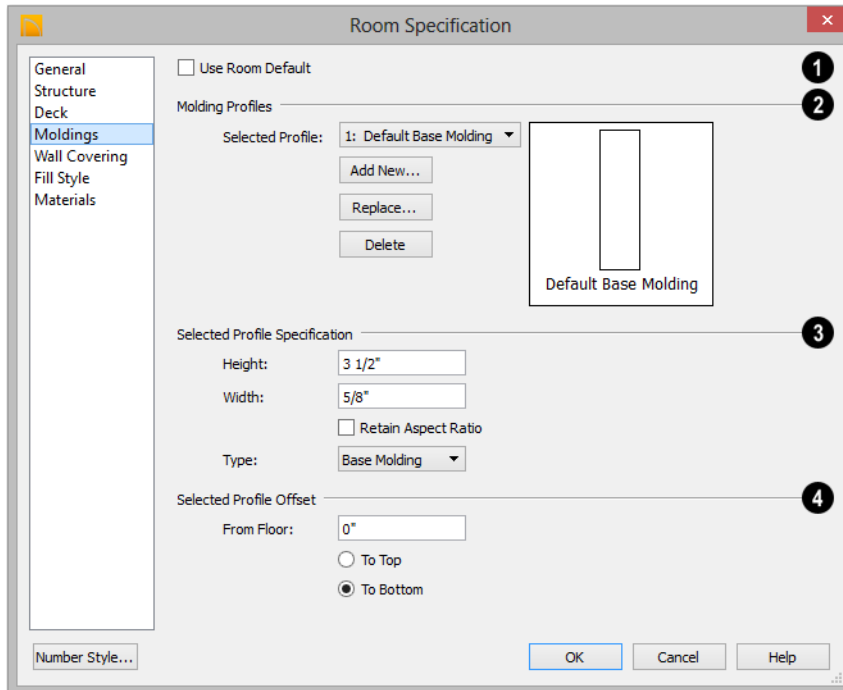 Room Specification
×
General
Structure
Deck
Moldings
Wall Covering
Fill Style
Materials
Use Room Default
1
Molding Profiles
2
Selected Profile:
1: Default Base Molding
Add New...
Replace...
Delete
Default Base Molding
Selected Profile Specification
3
Height:
3 1/2"
Width:
5/8"
Retain Aspect Ratio
Type:
Base Molding
Selected Profile Offset
4
From Floor:
0"
To Top
To Bottom
Number Style...
OK
Cancel
Help